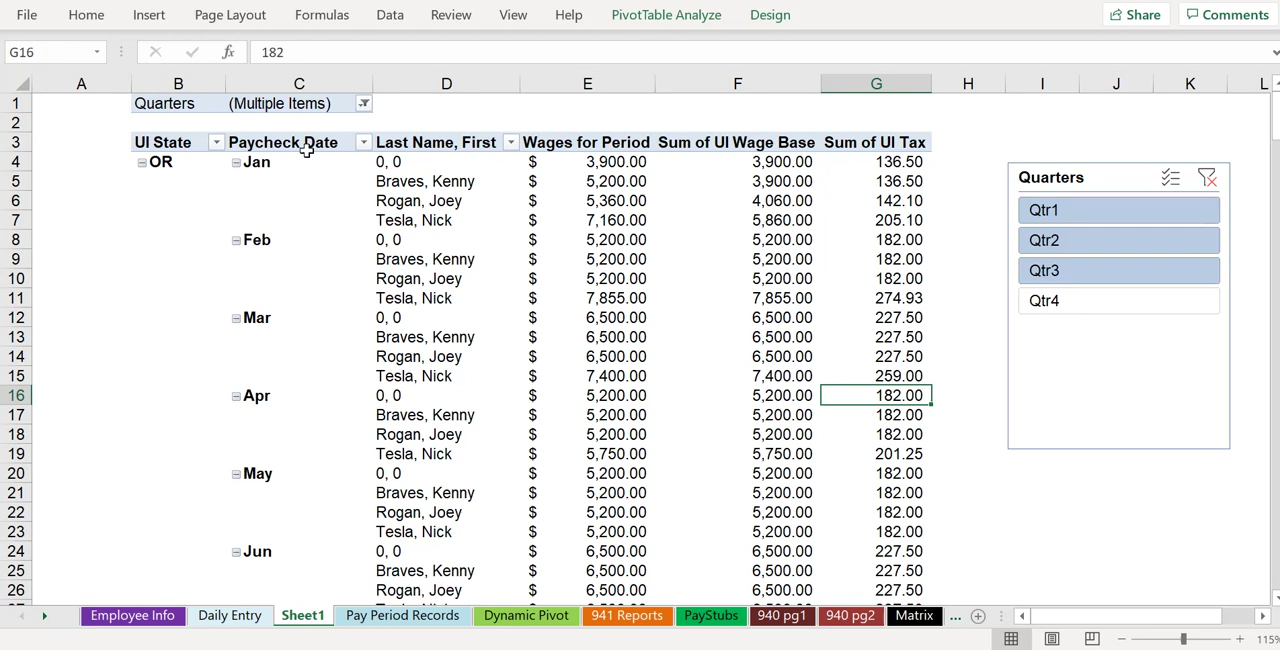 File Home Insert Page Layout Formulas Data Review View Help PivotTable Analyze Design Share Comments
G16 fx 182
A B C D E F G H I J K L
1 Quarters (Multiple Items)
2
3 UI State Paycheck Date Last Name, First Wages for Period Sum of UI Wage Base Sum of UI Tax
4 OR Jan 0, 0 $ 3,900.00 3,900.00 136.50
5 Braves, Kenny $ 5,200.00 3,900.00 136.50
6 Rogan, Joey $ 5,360.00 4,060.00 142.10
7 Tesla, Nick $ 7,160.00 5,860.00 205.10
8 Feb 0, 0 $ 5,200.00 5,200.00 182.00
9 Braves, Kenny $ 5,200.00 5,200.00 182.00
10 Rogan, Joey $ 5,200.00 5,200.00 182.00
11 Tesla, Nick $ 7,855.00 7,855.00 274.93
12 Mar 0, 0 $ 6,500.00 6,500.00 227.50
13 Braves, Kenny $ 6,500.00 6,500.00 227.50
14 Rogan, Joey $ 6,500.00 6,500.00 227.50
15 Tesla, Nick $ 7,400.00 7,400.00 259.00
16 Apr 0, 0 $ 5,200.00 5,200.00 182.00
17 Braves, Kenny $ 5,200.00 5,200.00 182.00
18 Rogan, Joey $ 5,200.00 5,200.00 182.00
19 Tesla, Nick $ 5,750.00 5,750.00 201.25
20 May 0, 0 $ 5,200.00 5,200.00 182.00
21 Braves, Kenny $ 5,200.00 5,200.00 182.00
22 Rogan, Joey $ 5,200.00 5,200.00 182.00
23 Tesla, Nick $ 5,200.00 5,200.00 182.00
24 Jun 0, 0 $ 6,500.00 6,500.00 227.50
25 Braves, Kenny $ 6,500.00 6,500.00 227.50
26 Rogan, Joey $ 6,500.00 6,500.00 227.50
Quarters
Qtr1
Qtr2
Qtr3
Qtr4
Employee Info Daily Entry Sheet1 Pay Period Records Dynamic Pivot 941 Reports PayStubs 940 pg1 940 pg2 Matrix ...
115%